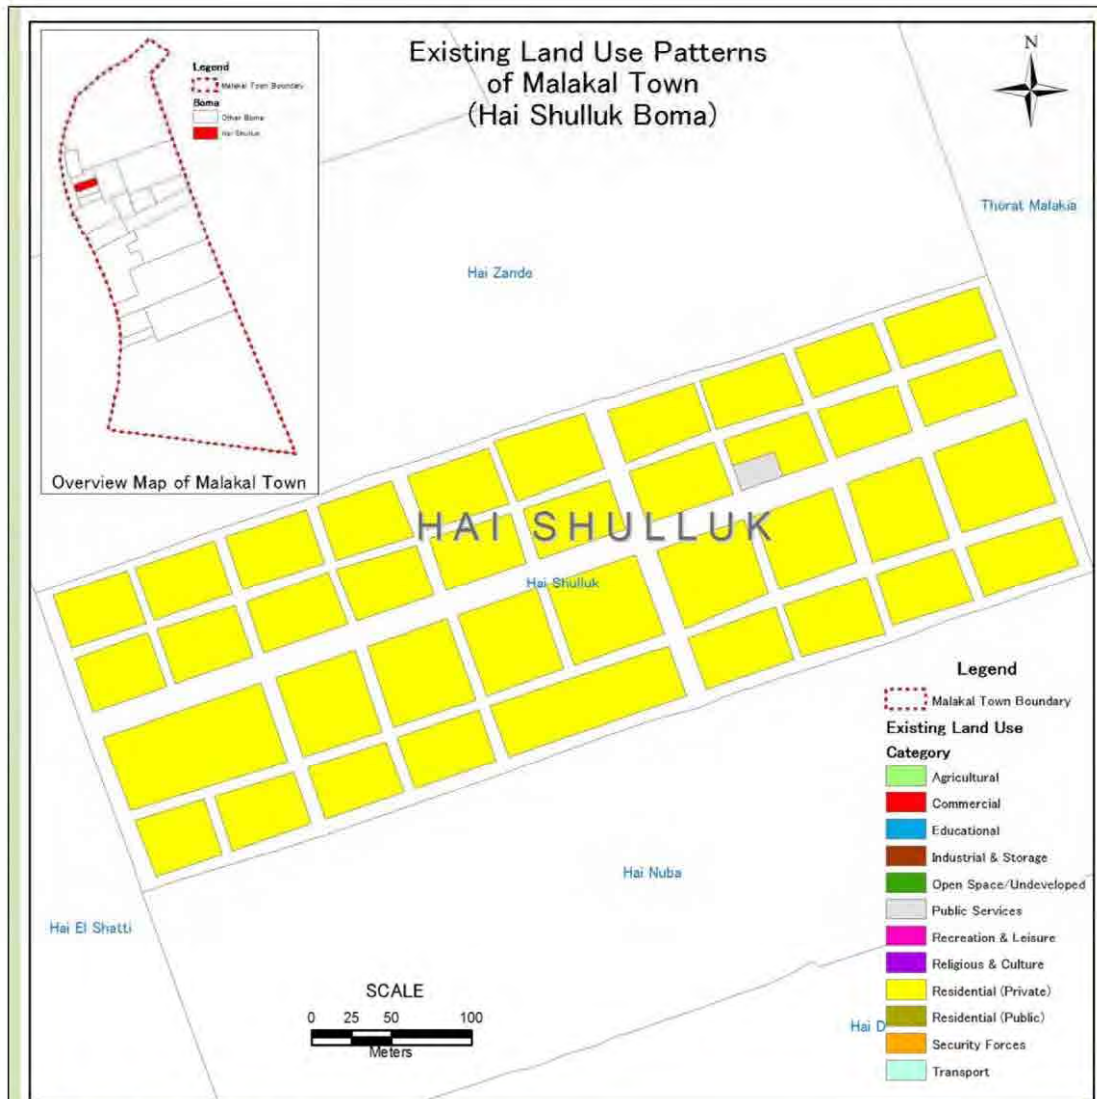 Existing Land Use Patterns
of Malakal Town
(Hai Shulluk Boma)
N
Legend
Malakal Town Boundary
Boma
Other Boma
Hai Shulluk
Overview Map of Malakal Town
Thorat Malakia
Hai Zande
HAI SHULLUK
Hai Shulluk
Hai Nuba
Hai El Shatti
Hai D
SCALE
0 25 50 100
Meters
Legend
Malakal Town Boundary
Existing Land Use
Category
Agricultural
Commercial
Educational
Industrial & Storage
Open Space/Undeveloped
Public Services
Recreation & Leisure
Religious & Culture
Residential (Private)
Residential (Public)
Security Forces
Transport